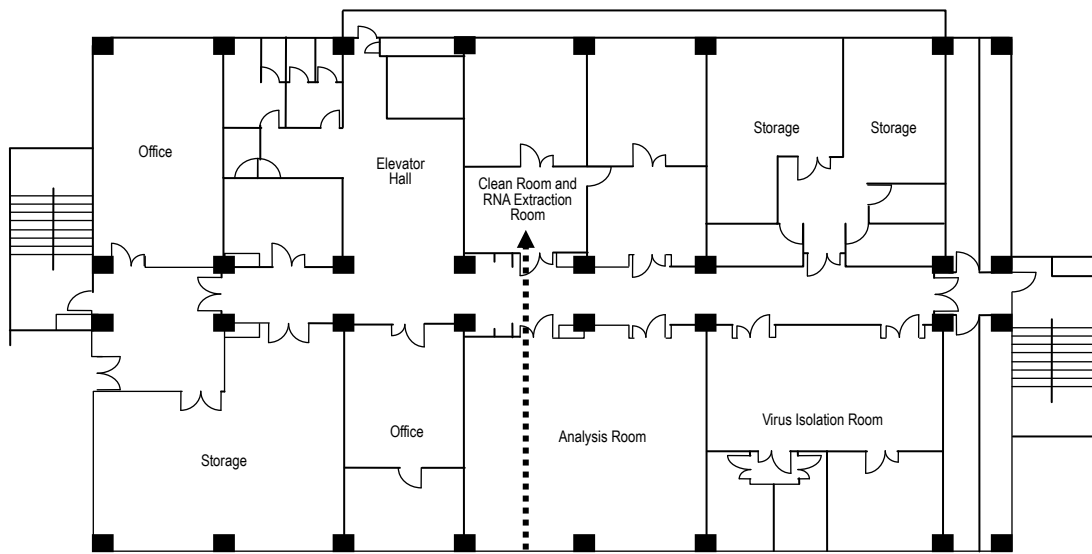 Office
Elevator
Hall
Clean Room and
RNA Extraction
Room
Storage
Storage
Storage
Office
Analysis Room
Virus Isolation Room